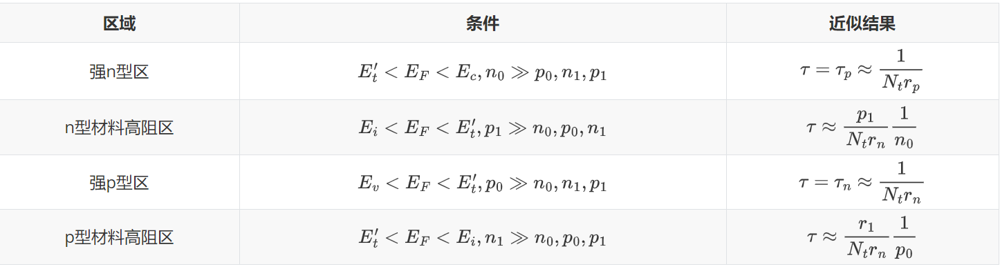 区域 条件 近似结果
强n型区 $E_t' < E_F < E_c, n_0 \gg p_0, n_1, p_1$ $\tau = \tau_p \approx \frac{1}{N_t r_p}$
n型材料高阻区 $E_i < E_F < E_t', p_1 \gg n_0, p_0, n_1$ $\tau \approx \frac{p_1}{N_t r_n} \frac{1}{n_0}$
强p型区 $E_v < E_F < E_t', p_0 \gg n_0, n_1, p_1$ $\tau = \tau_n \approx \frac{1}{N_t r_n}$
p型材料高阻区 $E_t' < E_F < E_i, n_1 \gg n_0, p_0, p_1$ $\tau \approx \frac{r_1}{N_t r_n} \frac{1}{p_0}$